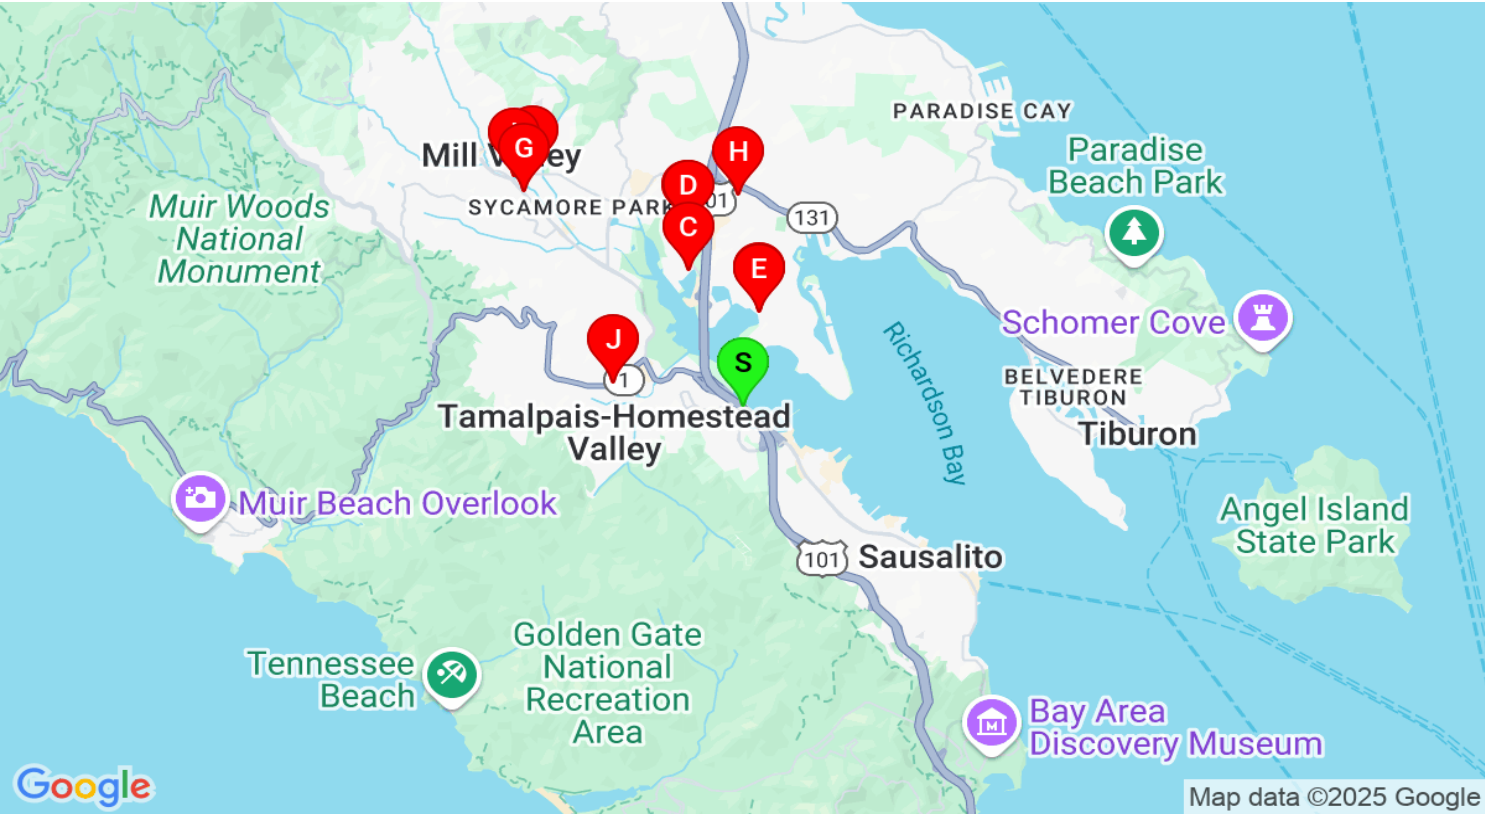 PARADISE CAY
Paradise
Beach Park
H
Mill V ey
G
D
SYCAMORE PARK
01
131
Muir Woods
National
Monument
C
E
Schomer Cove
Richardson Bay
J
1
S
BELVEDERE
TIBURON
Tiburon
Tamalpais-Homestead
Valley
Muir Beach Overlook
Angel Island
State Park
101
Sausalito
Tennessee
Beach
Golden Gate
National
Recreation
Area
M
Bay Area
Discovery Museum
Google
Map data ©2025 Google